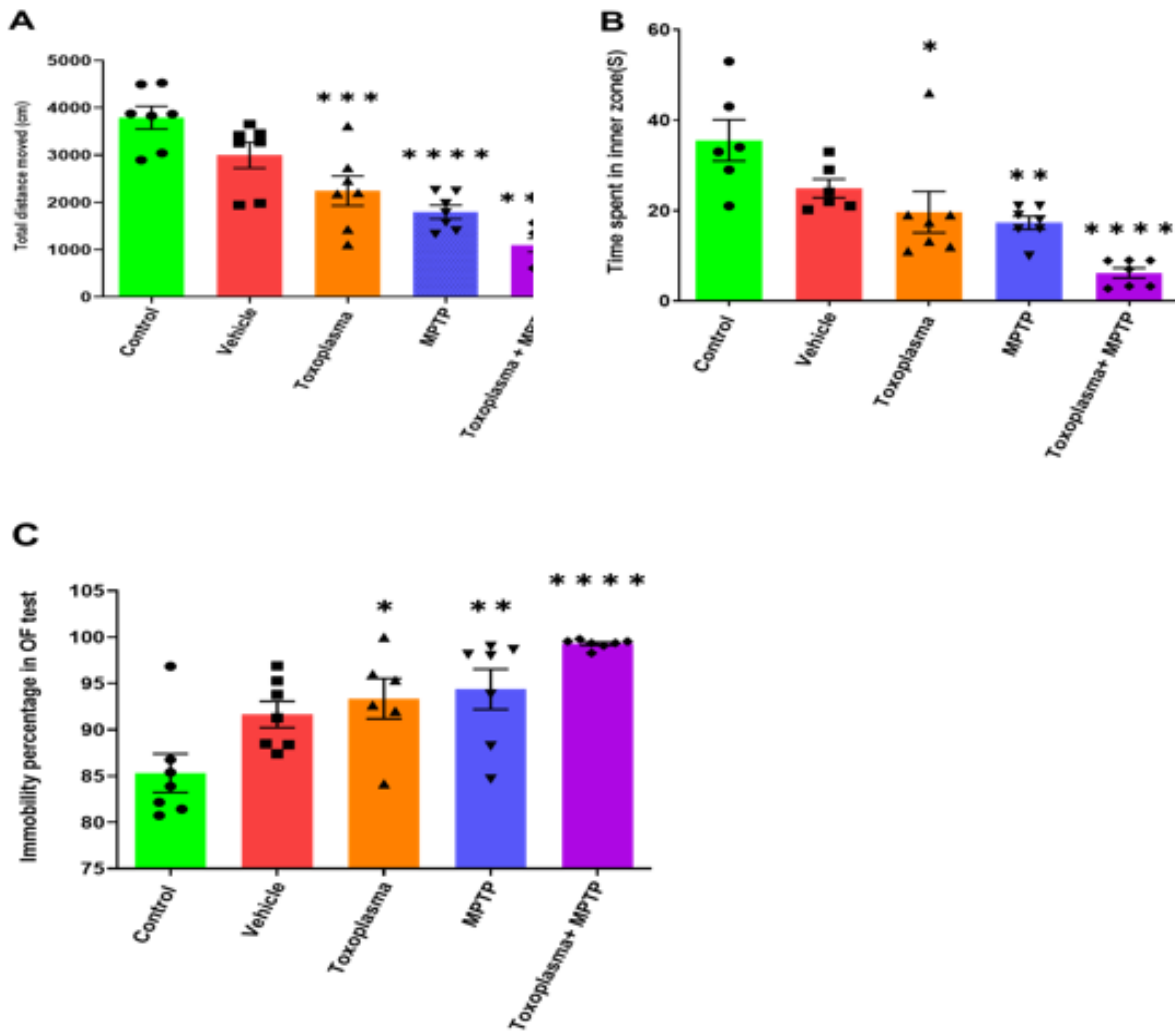 A
Total distance moved (cm)
5000
4000
3000
2000
1000
0
* * *
* * * *
* *
Control
Vehicle
Toxoplasma
MPTP
Toxoplasma +
B
Time spent in inner zone(S)
60
40
20
0
*
* *
* * * *
Control
Vehicle
Toxoplasma
MPTP
Toxoplasma+ MPTP
C
Immobility percentage in OF test
105
100
95
90
85
80
75
*
* *
* * * *
Control
Vehicle
Toxoplasma
MPTP
Toxoplasma+ MPTP